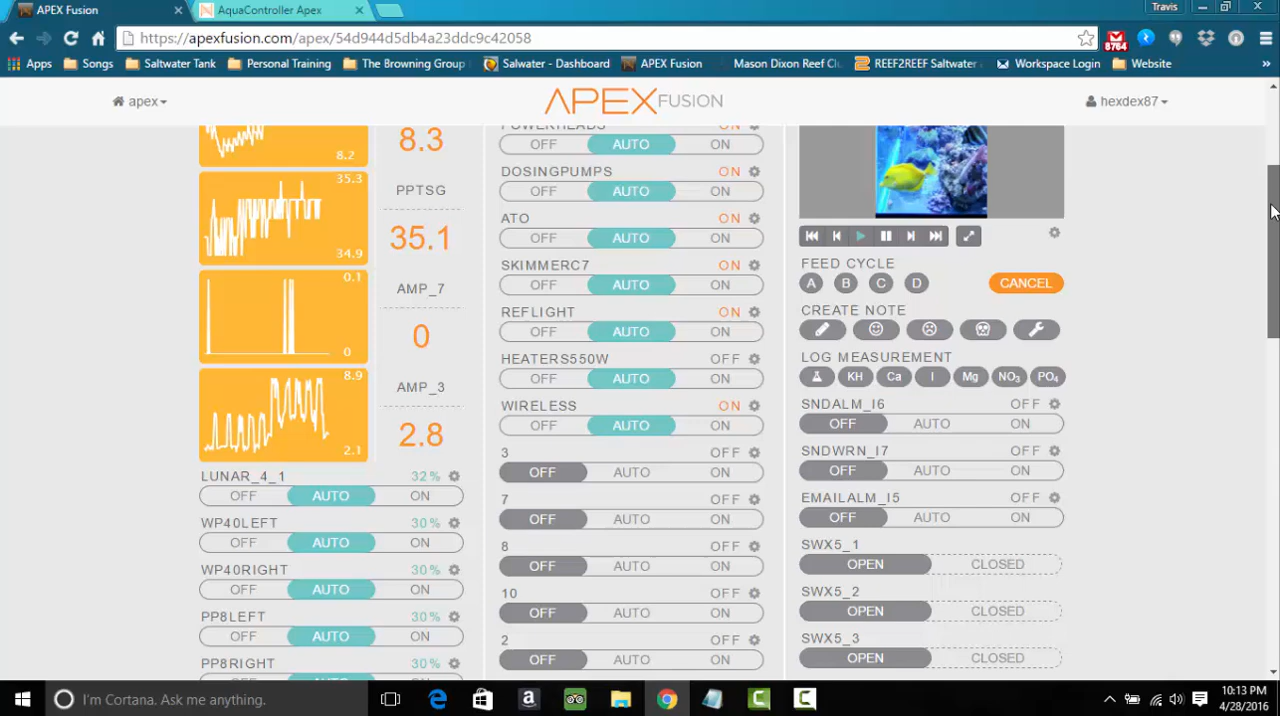 APEX Fusion
AquaController Apex
Travis
https://apexfusion.com/apex/54d944d5db4a23ddc9c42058
8764
Apps
Songs
Saltwater Tank
Personal Training
The Browning Group
Salwater - Dashboard
APEX Fusion
Mason Dixon Reef Clu
REEF2REEF Saltwater
Workspace Login
Website
»
apex
APEX FUSION
hexdex87
8.2
8.3
35.3
34.9
PPTSG
35.1
0.1
0
AMP_7
0
8.9
2.1
AMP_3
2.8
LUNAR_4_1 32%
OFF AUTO ON
WP40LEFT 30%
OFF AUTO ON
WP40RIGHT 30%
OFF AUTO ON
PP8LEFT 30%
OFF AUTO ON
PP8RIGHT 30%
POWERHEADS ON
OFF AUTO ON
DOSINGPUMPS ON
OFF AUTO ON
ATO ON
OFF AUTO ON
SKIMMERC7 ON
OFF AUTO ON
REFLIGHT ON
OFF AUTO ON
HEATERS550W OFF
OFF AUTO ON
WIRELESS ON
OFF AUTO ON
3 OFF
OFF AUTO ON
7 OFF
OFF AUTO ON
8 OFF
OFF AUTO ON
10 OFF
OFF AUTO ON
2 OFF
OFF AUTO ON
FEED CYCLE
A B C D CANCEL
CREATE NOTE
LOG MEASUREMENT
KH Ca I Mg NO3 PO4
SNDALM_I6 OFF
OFF AUTO ON
SNDWRN_I7 OFF
OFF AUTO ON
EMAILALM_I5 OFF
OFF AUTO ON
SWX5_1
OPEN CLOSED
SWX5_2
OPEN CLOSED
SWX5_3
OPEN CLOSED
I'm Cortana. Ask me anything.
10:13 PM
4/28/2016